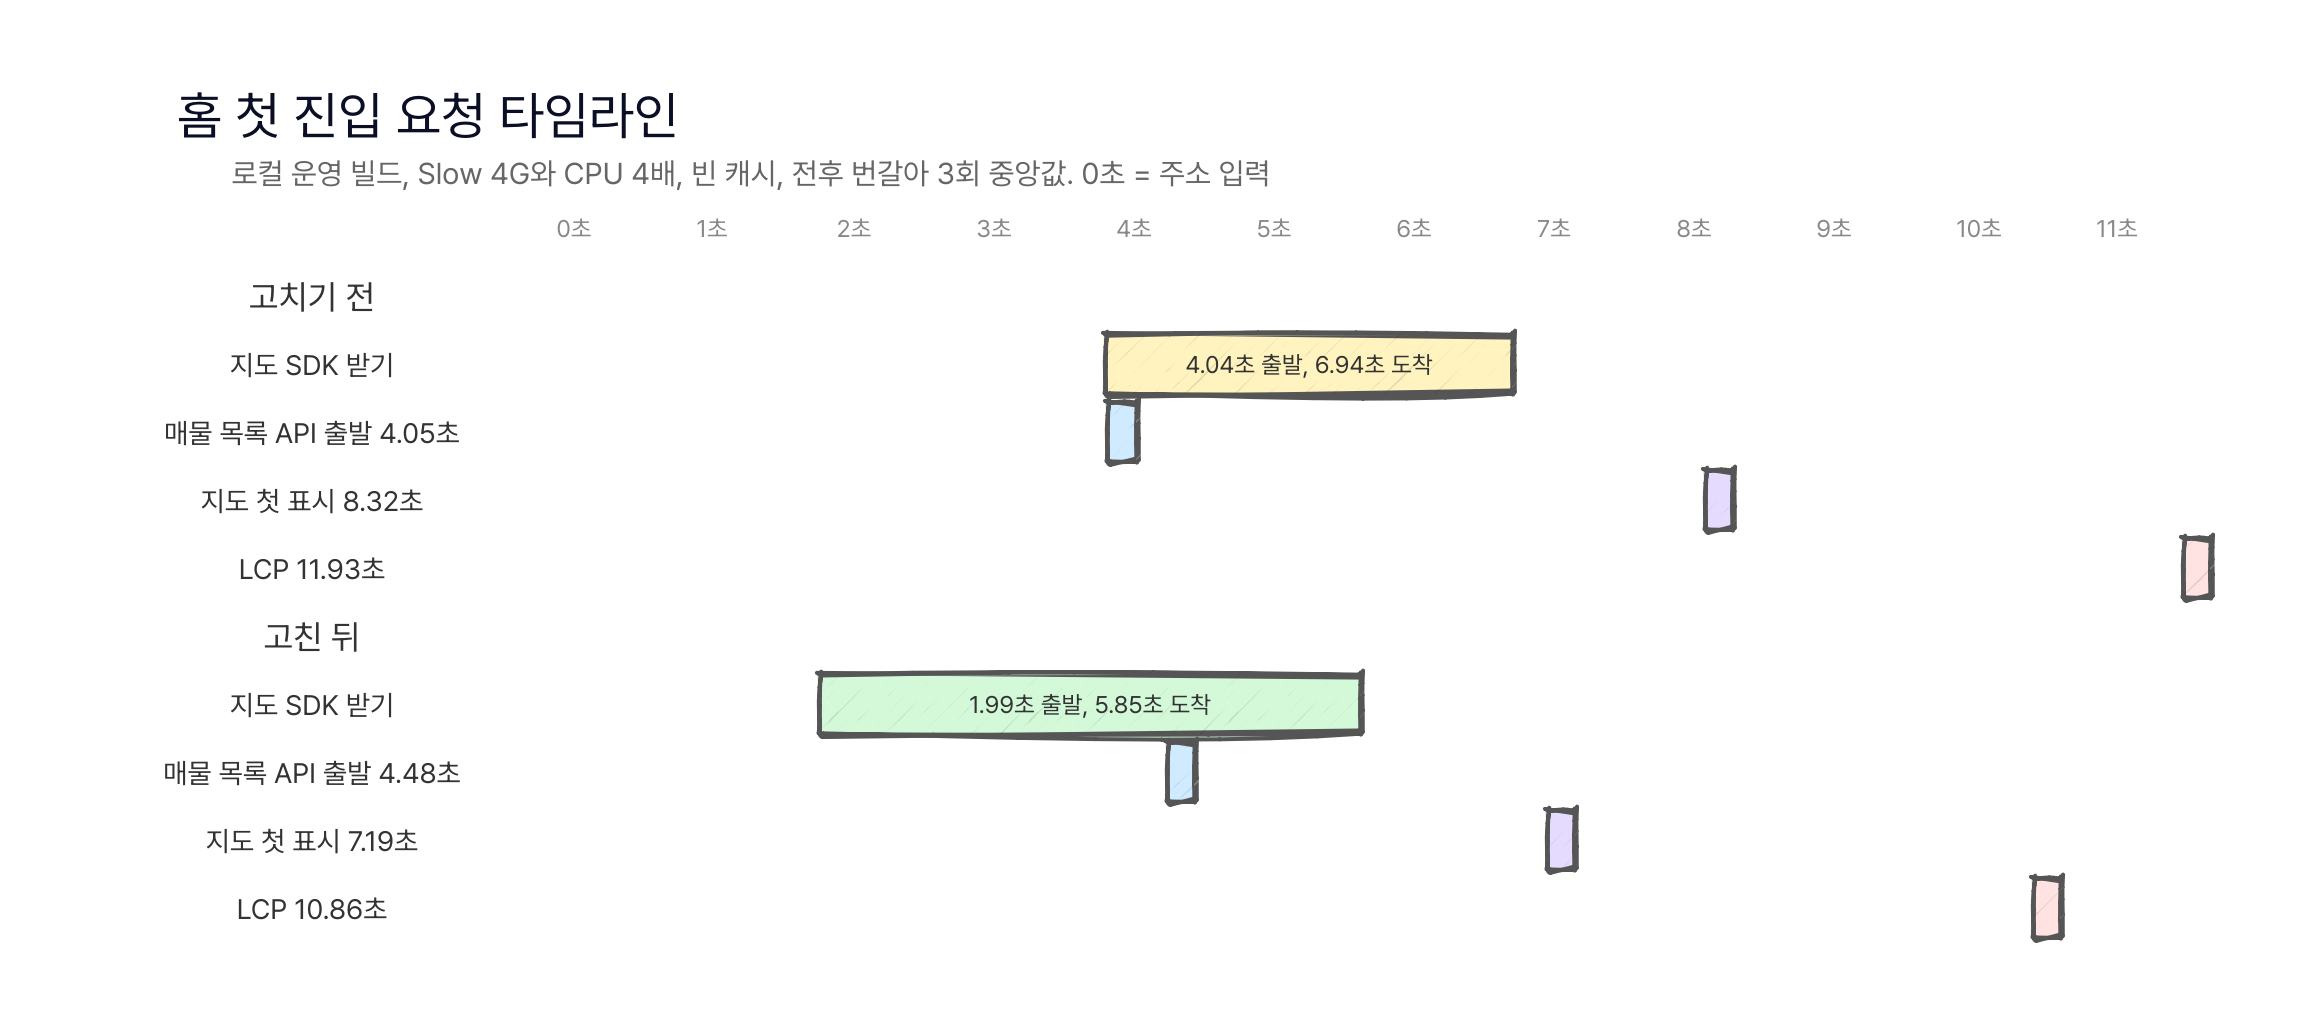 홈 첫 진입 요청 타임라인
로컬 운영 빌드, Slow 4G와 CPU 4배, 빈 캐시, 전후 번갈아 3회 중앙값. 0초 = 주소 입력
0초 1초 2초 3초 4초 5초 6초 7초 8초 9초 10초 11초
고치기 전
지도 SDK 받기 4.04초 출발, 6.94초 도착
매물 목록 API 출발 4.05초
지도 첫 표시 8.32초
LCP 11.93초
고친 뒤
지도 SDK 받기 1.99초 출발, 5.85초 도착
매물 목록 API 출발 4.48초
지도 첫 표시 7.19초
LCP 10.86초